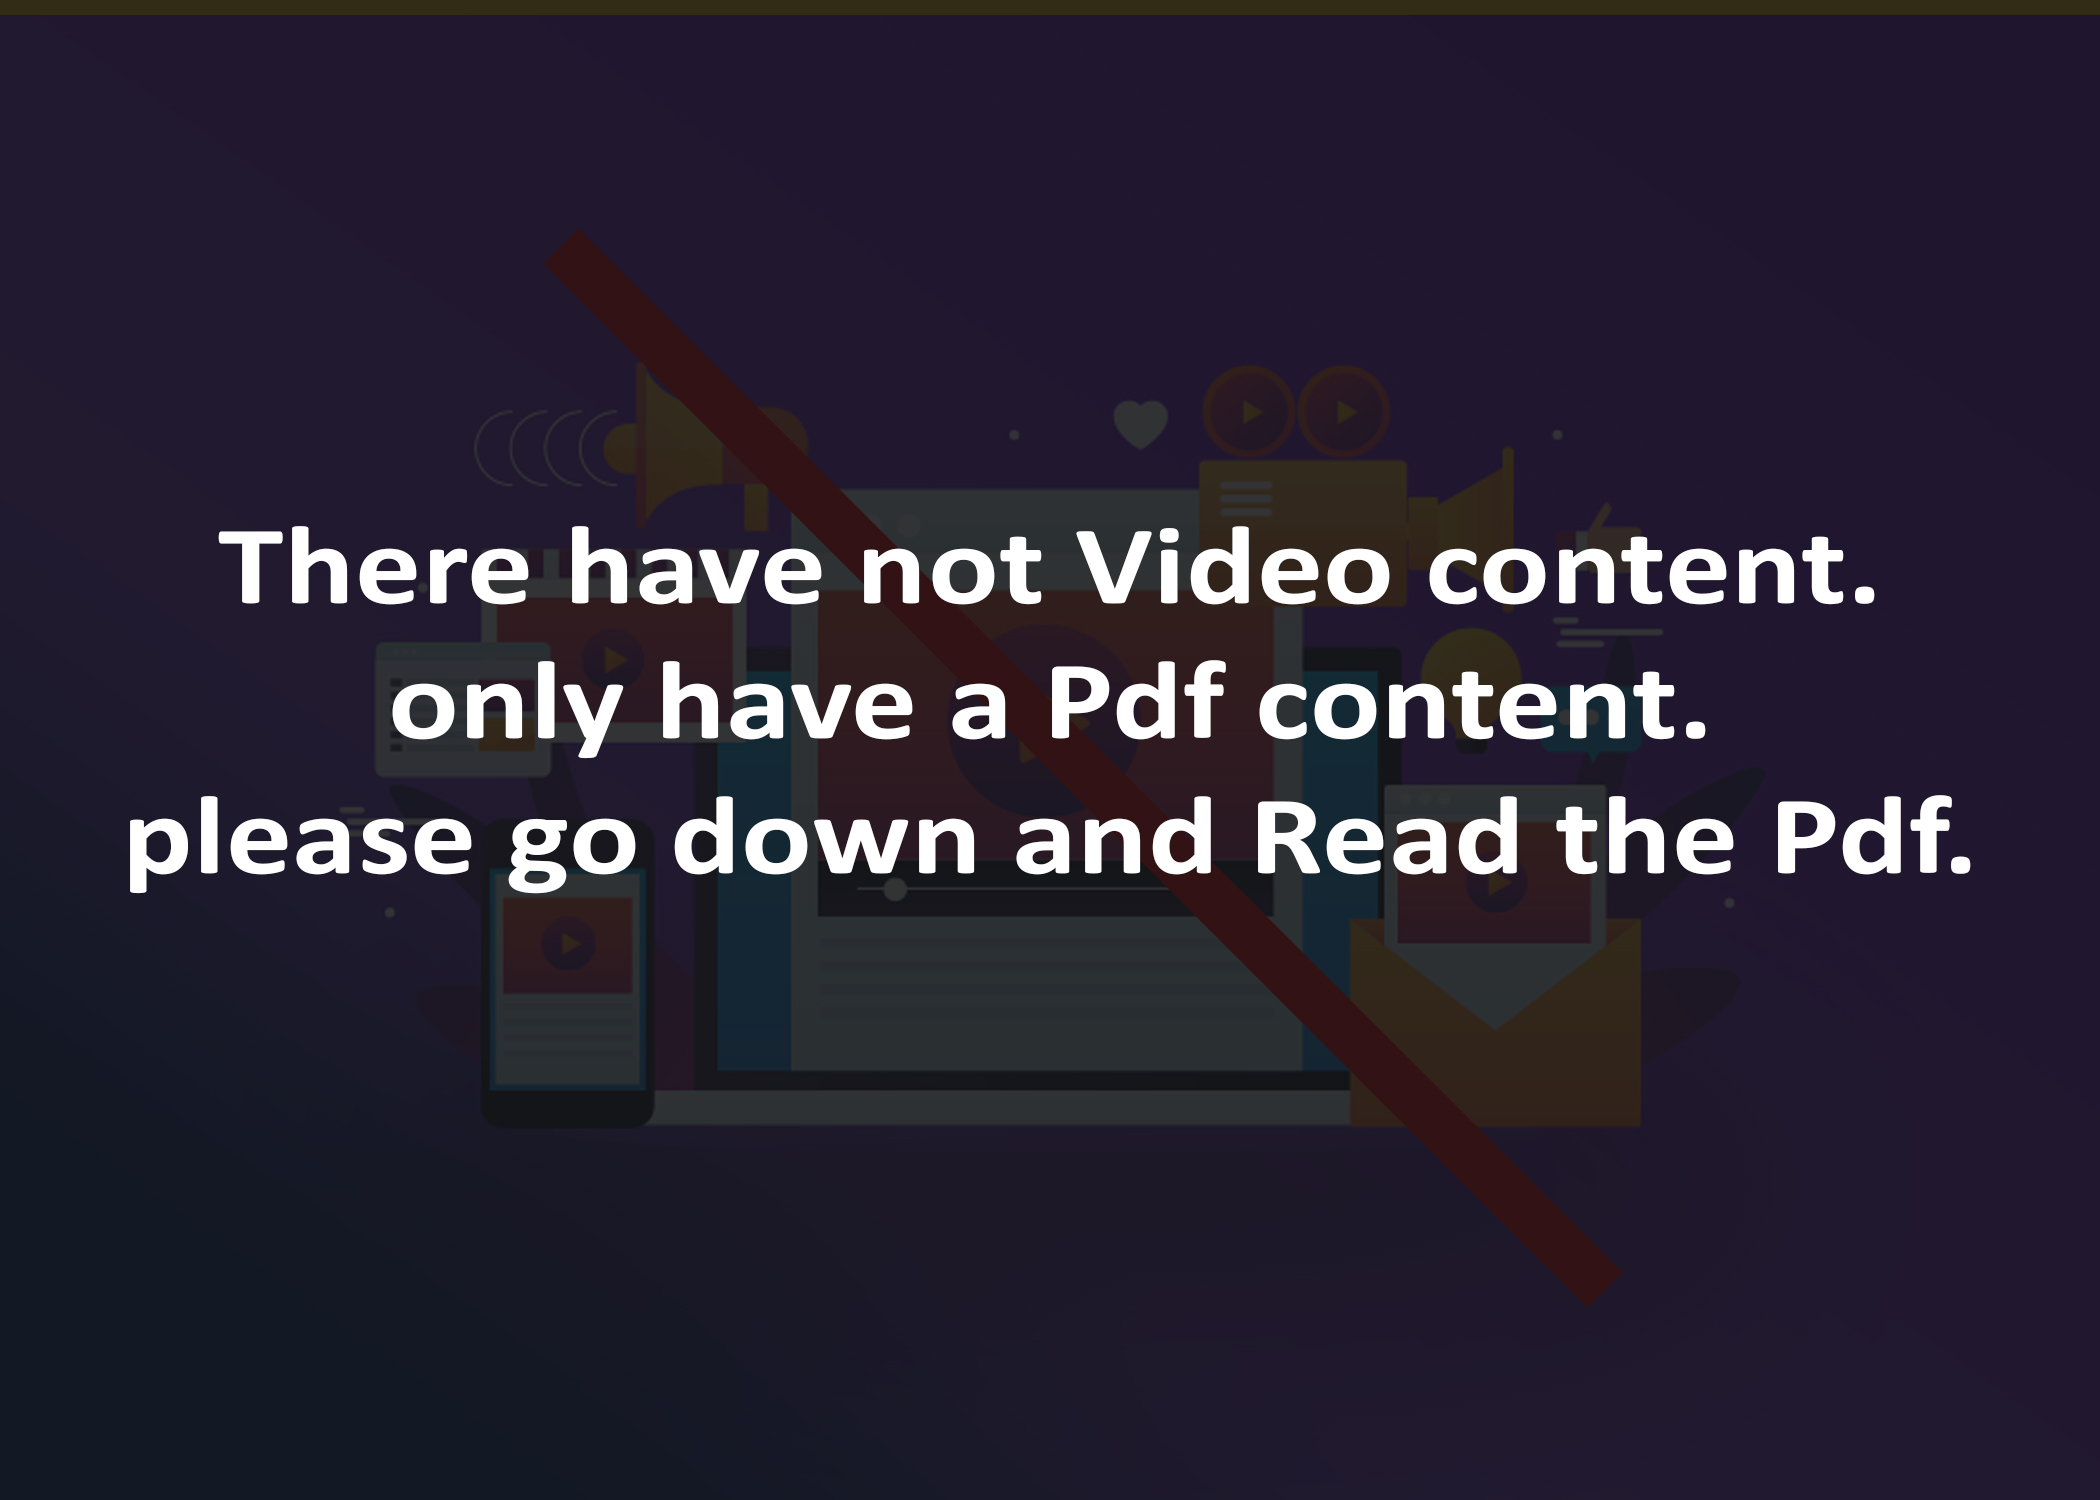 There have not Video content.
only have a Pdf content.
please go down and Read the Pdf.